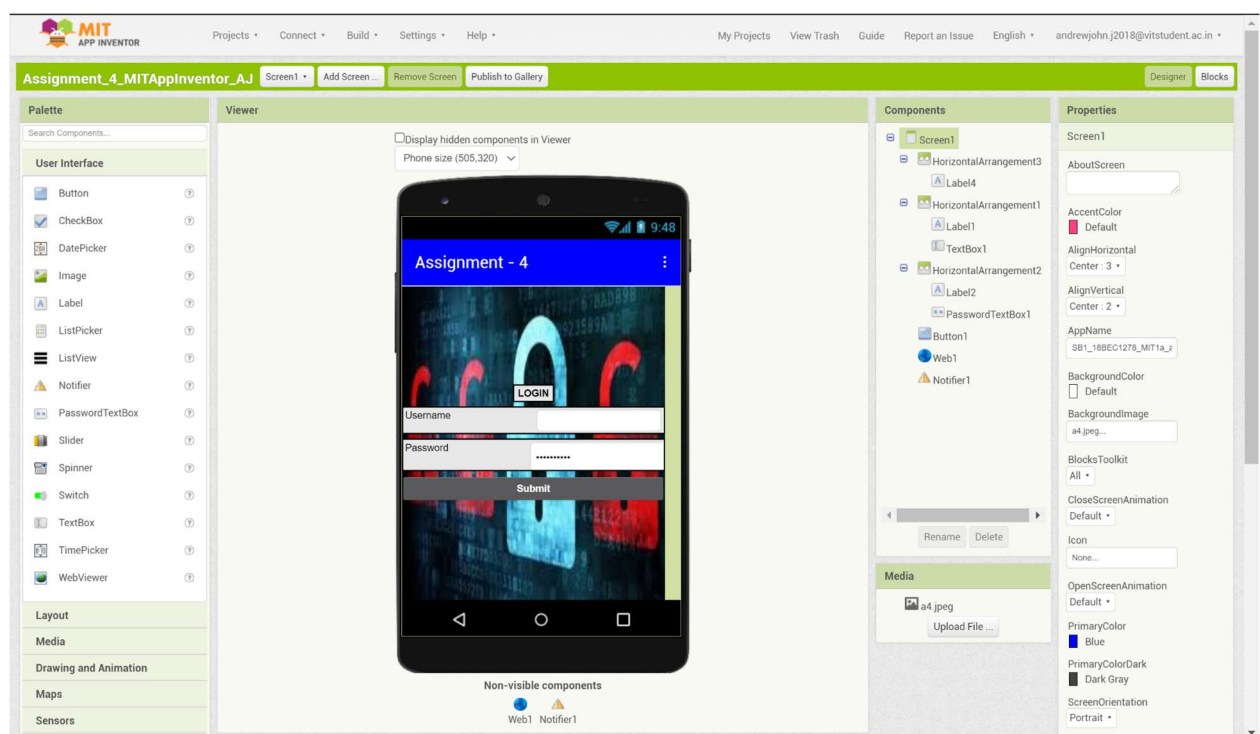 MIT
APP INVENTOR
Projects Connect Build Settings Help My Projects View Trash Guide Report an Issue English andrewjohn.j2018@vitstudent.ac.in
Assignment_4_MITAppInventor_AJ Screen1 Add Screen ... Remove Screen Publish to Gallery Designer Blocks
Palette
Search Components...
User Interface
Button
CheckBox
DatePicker
Image
Label
ListPicker
ListView
Notifier
PasswordTextBox
Slider
Spinner
Switch
TextBox
TimePicker
WebViewer
Layout
Media
Drawing and Animation
Maps
Sensors
Viewer
Display hidden components in Viewer
Phone size (505,320)
9:48
Assignment - 4
LOGIN
Username
Password
Submit
Non-visible components
Web1 Notifier1
Components
Screen1
HorizontalArrangement3
Label4
HorizontalArrangement1
Label1
TextBox1
HorizontalArrangement2
Label2
PasswordTextBox1
Button1
Web1
Notifier1
Rename Delete
Media
a4.jpeg
Upload File ...
Properties
Screen1
AboutScreen
AccentColor
Default
AlignHorizontal
Center : 3
AlignVertical
Center : 2
AppName
SB1_18BEC1278_MIT1a_a
BackgroundColor
Default
BackgroundImage
a4.jpeg...
BlocksToolkit
All
CloseScreenAnimation
Default
Icon
None...
OpenScreenAnimation
Default
PrimaryColor
Blue
PrimaryColorDark
Dark Gray
ScreenOrientation
Portrait